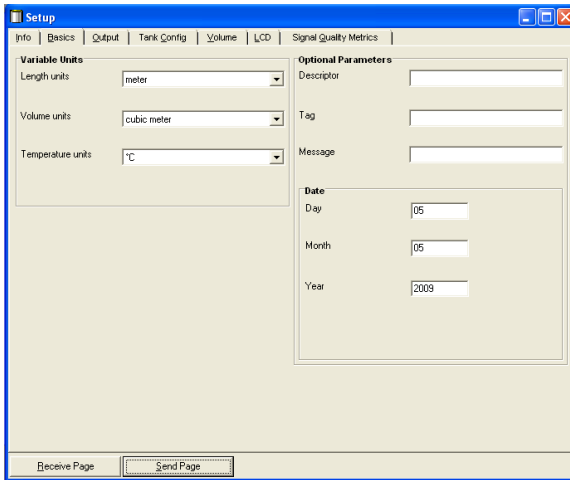 Setup
Info Basics Output Tank Config Volume LCD Signal Quality Metrics
Variable Units
Length units meter
Volume units cubic meter
Temperature units °C
Optional Parameters
Descriptor
Tag
Message
Date
Day 05
Month 05
Year 2009
Receive Page Send Page